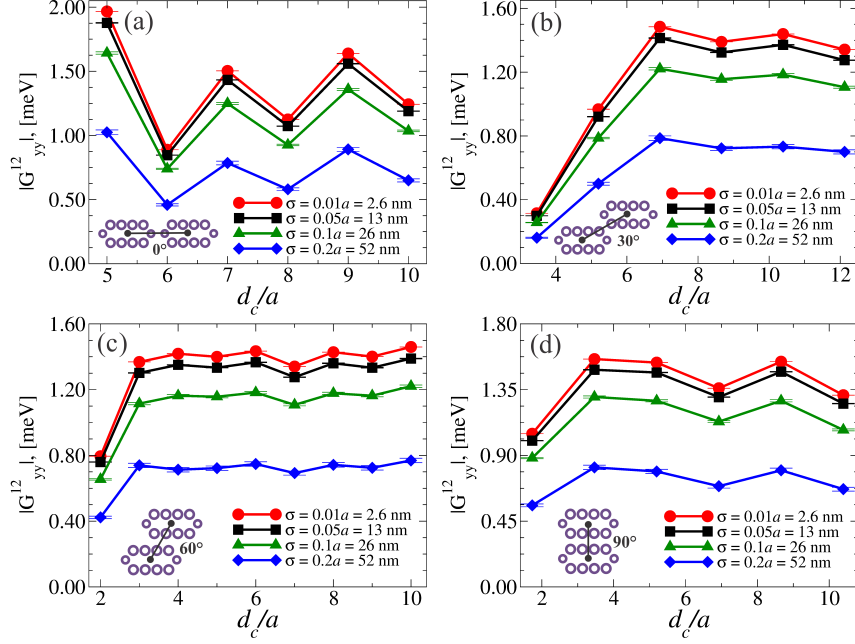 (a)
|G¹²yy|, [meV]
2.00
1.50
1.00
0.50
0.00
5 6 7 8 9 10
d_c/a
0°
σ = 0.01a = 2.6 nm
σ = 0.05a = 13 nm
σ = 0.1a = 26 nm
σ = 0.2a = 52 nm
(b)
|G¹²yy|, [meV]
1.60
1.20
0.80
0.40
0.00
4 6 8 10 12
d_c/a
30°
σ = 0.01a = 2.6 nm
σ = 0.05a = 13 nm
σ = 0.1a = 26 nm
σ = 0.2a = 52 nm
(c)
|G¹²yy|, [meV]
1.60
1.20
0.80
0.40
0.00
2 4 6 8 10
d_c/a
60°
σ = 0.01a = 2.6 nm
σ = 0.05a = 13 nm
σ = 0.1a = 26 nm
σ = 0.2a = 52 nm
(d)
|G¹²yy|, [meV]
1.80
1.35
0.90
0.45
0.00
2 4 6 8 10
d_c/a
90°
σ = 0.01a = 2.6 nm
σ = 0.05a = 13 nm
σ = 0.1a = 26 nm
σ = 0.2a = 52 nm